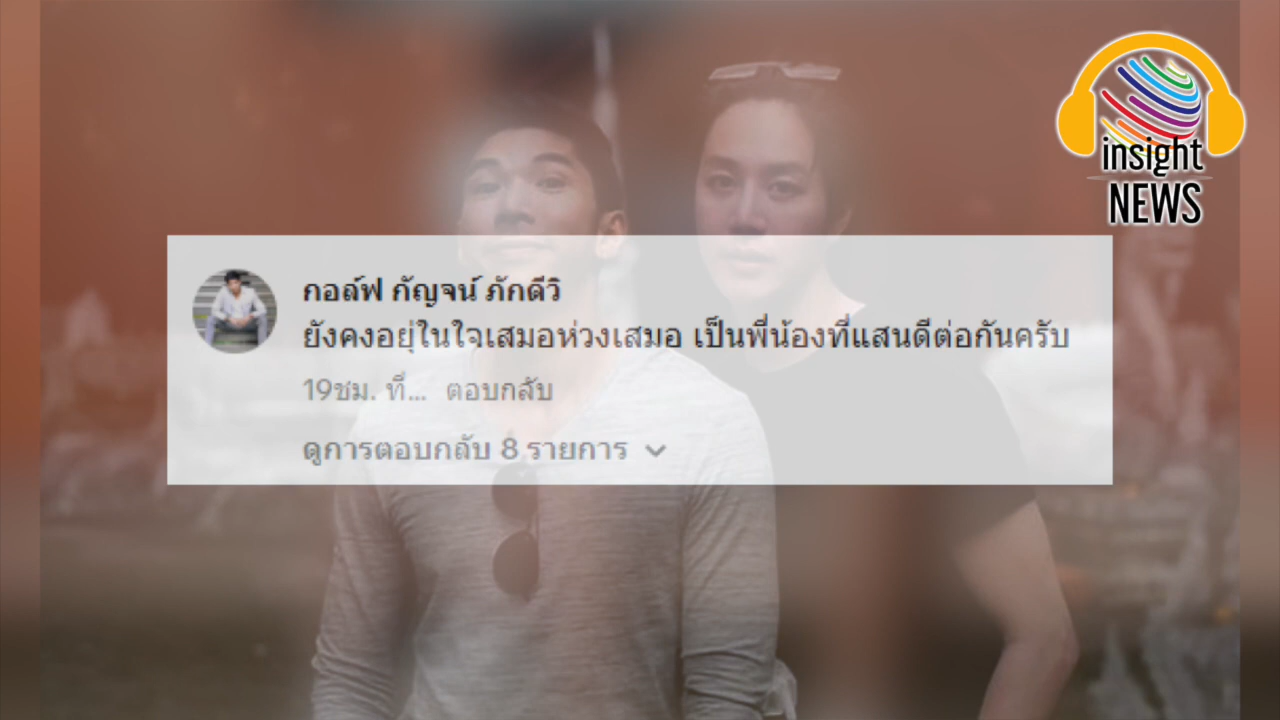 insight
NEWS
กอล์ฟ กัญจน์ ภักดีวิ
ยังคงอยู่ในใจเสมอห่วงเสมอ เป็นพี่น้องที่แสนดีต่อกันครับ
19ชม. ที่... ตอบกลับ
ดูการตอบกลับ 8 รายการ